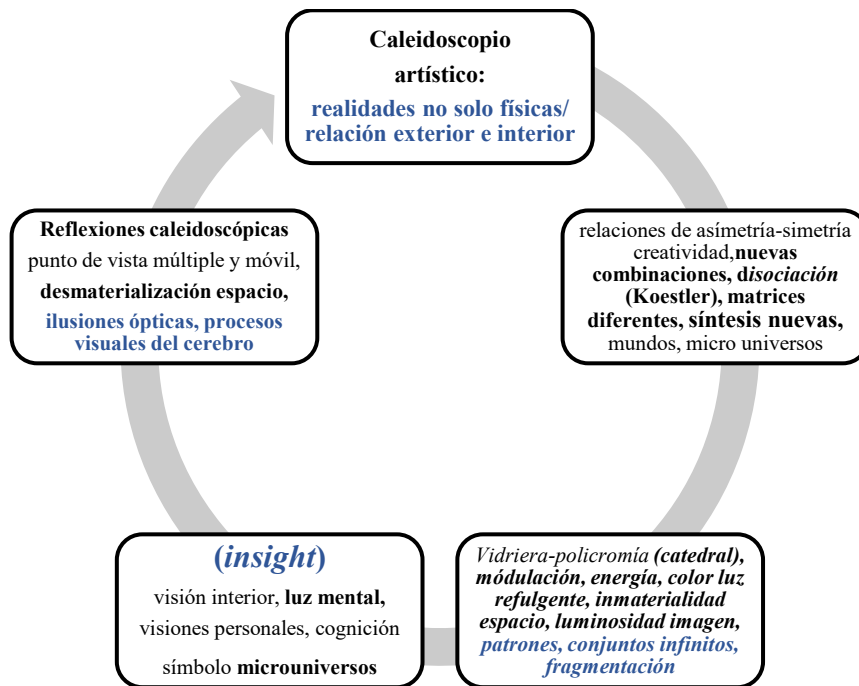 Caleidoscopio
artístico:
realidades no solo físicas/
relación exterior e interior
relaciones de asímetría-simetría
creatividad,nuevas
combinaciones, disociación
(Koestler), matrices
diferentes, síntesis nuevas,
mundos, micro universos
Vidriera-policromía (catedral),
módulación, energía, color luz
refulgente, inmaterialidad
espacio, luminosidad imagen,
patrones, conjuntos infinitos,
fragmentación
(insight)
visión interior, luz mental,
visiones personales, cognición
símbolo microuniversos
Reflexiones caleidoscópicas
punto de vista múltiple y móvil,
desmaterialización espacio,
ilusiones ópticas, procesos
visuales del cerebro